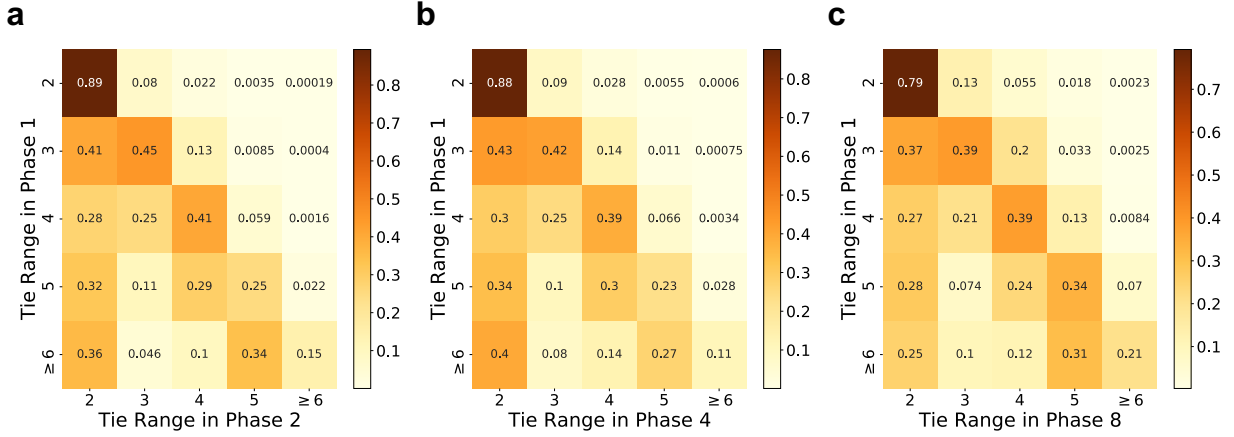 a
b
c
2 0.89 0.08 0.022 0.0035 0.00019
3 0.41 0.45 0.13 0.0085 0.0004
4 0.28 0.25 0.41 0.059 0.0016
5 0.32 0.11 0.29 0.25 0.022
≥6 0.36 0.046 0.1 0.34 0.15
2 3 4 5 ≥6
Tie Range in Phase 1
Tie Range in Phase 2
0.8
0.7
0.6
0.5
0.4
0.3
0.2
0.1
2 0.88 0.09 0.028 0.0055 0.0006
3 0.43 0.42 0.14 0.011 0.00075
4 0.3 0.25 0.39 0.066 0.0034
5 0.34 0.1 0.3 0.23 0.028
≥6 0.4 0.08 0.14 0.27 0.11
2 3 4 5 ≥6
Tie Range in Phase 1
Tie Range in Phase 4
0.8
0.7
0.6
0.5
0.4
0.3
0.2
0.1
2 0.79 0.13 0.055 0.018 0.0023
3 0.37 0.39 0.2 0.033 0.0025
4 0.27 0.21 0.39 0.13 0.0084
5 0.28 0.074 0.24 0.34 0.07
≥6 0.25 0.1 0.12 0.31 0.21
2 3 4 5 ≥6
Tie Range in Phase 1
Tie Range in Phase 8
0.7
0.6
0.5
0.4
0.3
0.2
0.1